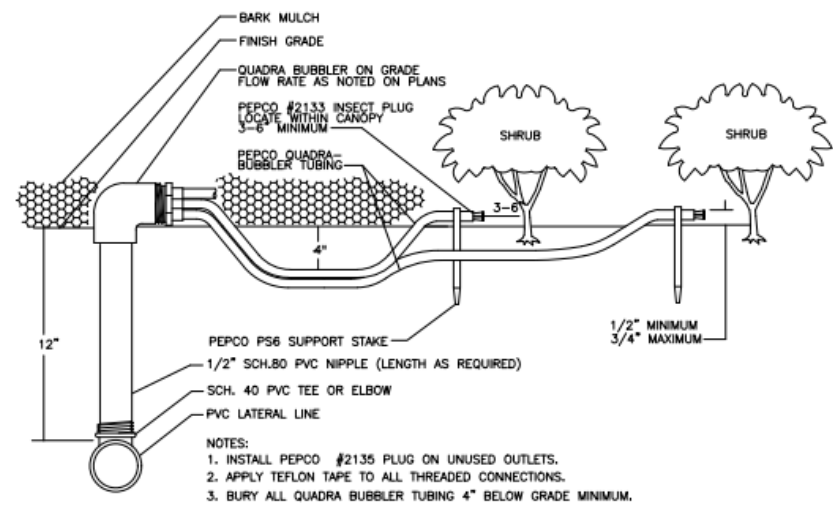 BARK MULCH
FINISH GRADE
QUADRA BUBBLER ON GRADE
FLOW RATE AS NOTED ON PLANS
PEPCO #2133 INSECT PLUG
LOCATE WITHIN CANOPY
3-6" MINIMUM
PEPCO QUADRA-
BUBBLER TUBING
SHRUB
SHRUB
3-6"
4"
12"
1/2" MINIMUM
3/4" MAXIMUM
PEPCO PS6 SUPPORT STAKE
1/2" SCH.80 PVC NIPPLE (LENGTH AS REQUIRED)
SCH. 40 PVC TEE OR ELBOW
PVC LATERAL LINE
NOTES:
1. INSTALL PEPCO #2135 PLUG ON UNUSED OUTLETS.
2. APPLY TEFLON TAPE TO ALL THREADED CONNECTIONS.
3. BURY ALL QUADRA BUBBLER TUBING 4" BELOW GRADE MINIMUM.